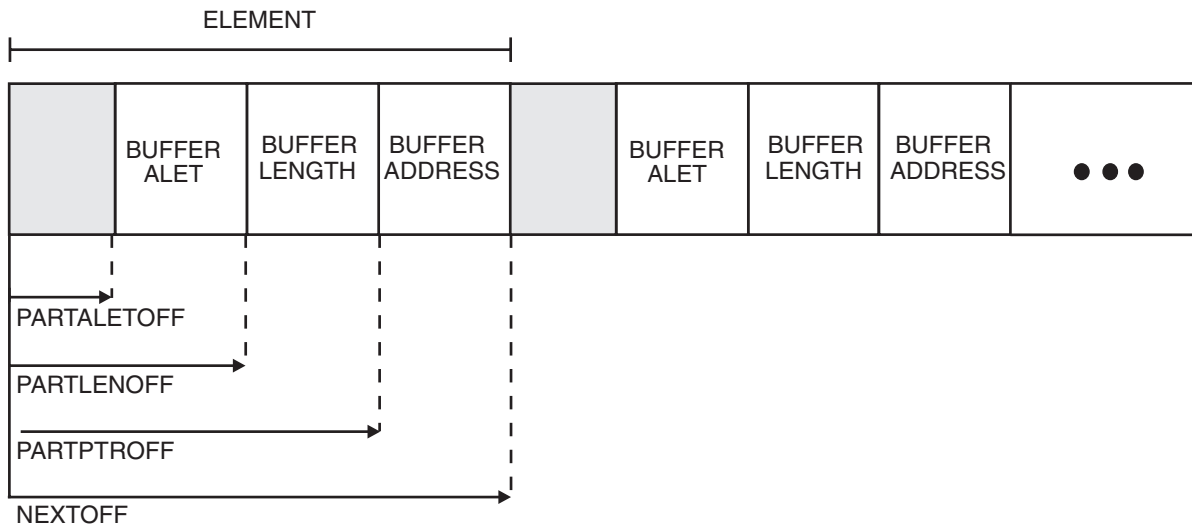 ELEMENT
BUFFER
ALET
BUFFER
LENGTH
BUFFER
ADDRESS
BUFFER
ALET
BUFFER
LENGTH
BUFFER
ADDRESS
PARTALETOFF
PARTLENOFF
PARTPTROFF
NEXTOFF